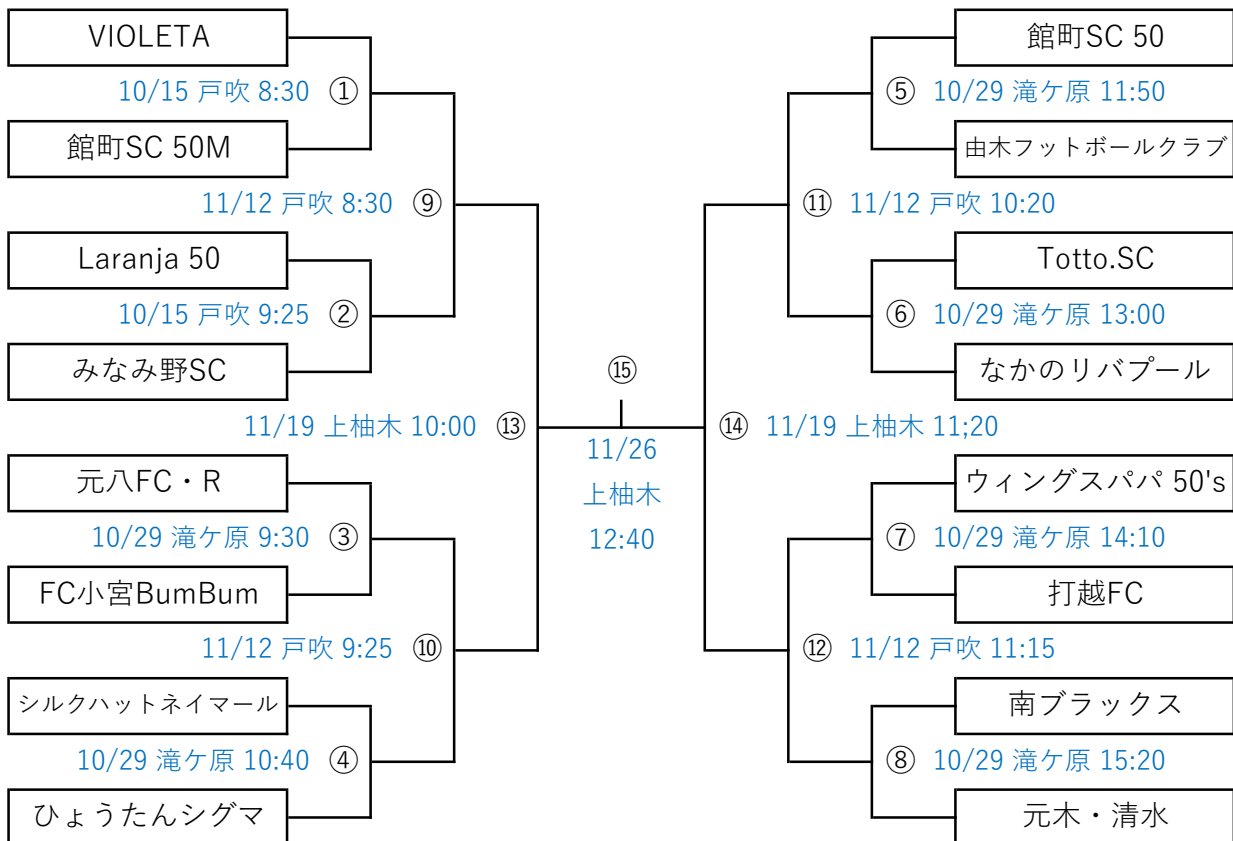 VIOLETA
10/15 戸吹 8:30 ①
館町SC 50M
11/12 戸吹 8:30 ⑨
Laranja 50
10/15 戸吹 9:25 ②
みなみ野SC
11/19 上柚木 10:00 ⑬
元八FC・R
10/29 滝ケ原 9:30 ③
FC小宮BumBum
11/12 戸吹 9:25 ⑩
シルクハットネイマール
10/29 滝ケ原 10:40 ④
ひょうたんシグマ
⑮
11/26
上柚木
12:40
館町SC 50
⑤ 10/29 滝ケ原 11:50
由木フットボールクラブ
⑪ 11/12 戸吹 10:20
Totto.SC
⑥ 10/29 滝ケ原 13:00
なかのリバプール
⑭ 11/19 上柚木 11;20
ウィングスパパ 50's
⑦ 10/29 滝ケ原 14:10
打越FC
⑫ 11/12 戸吹 11:15
南ブラックス
⑧ 10/29 滝ケ原 15:20
元木・清水